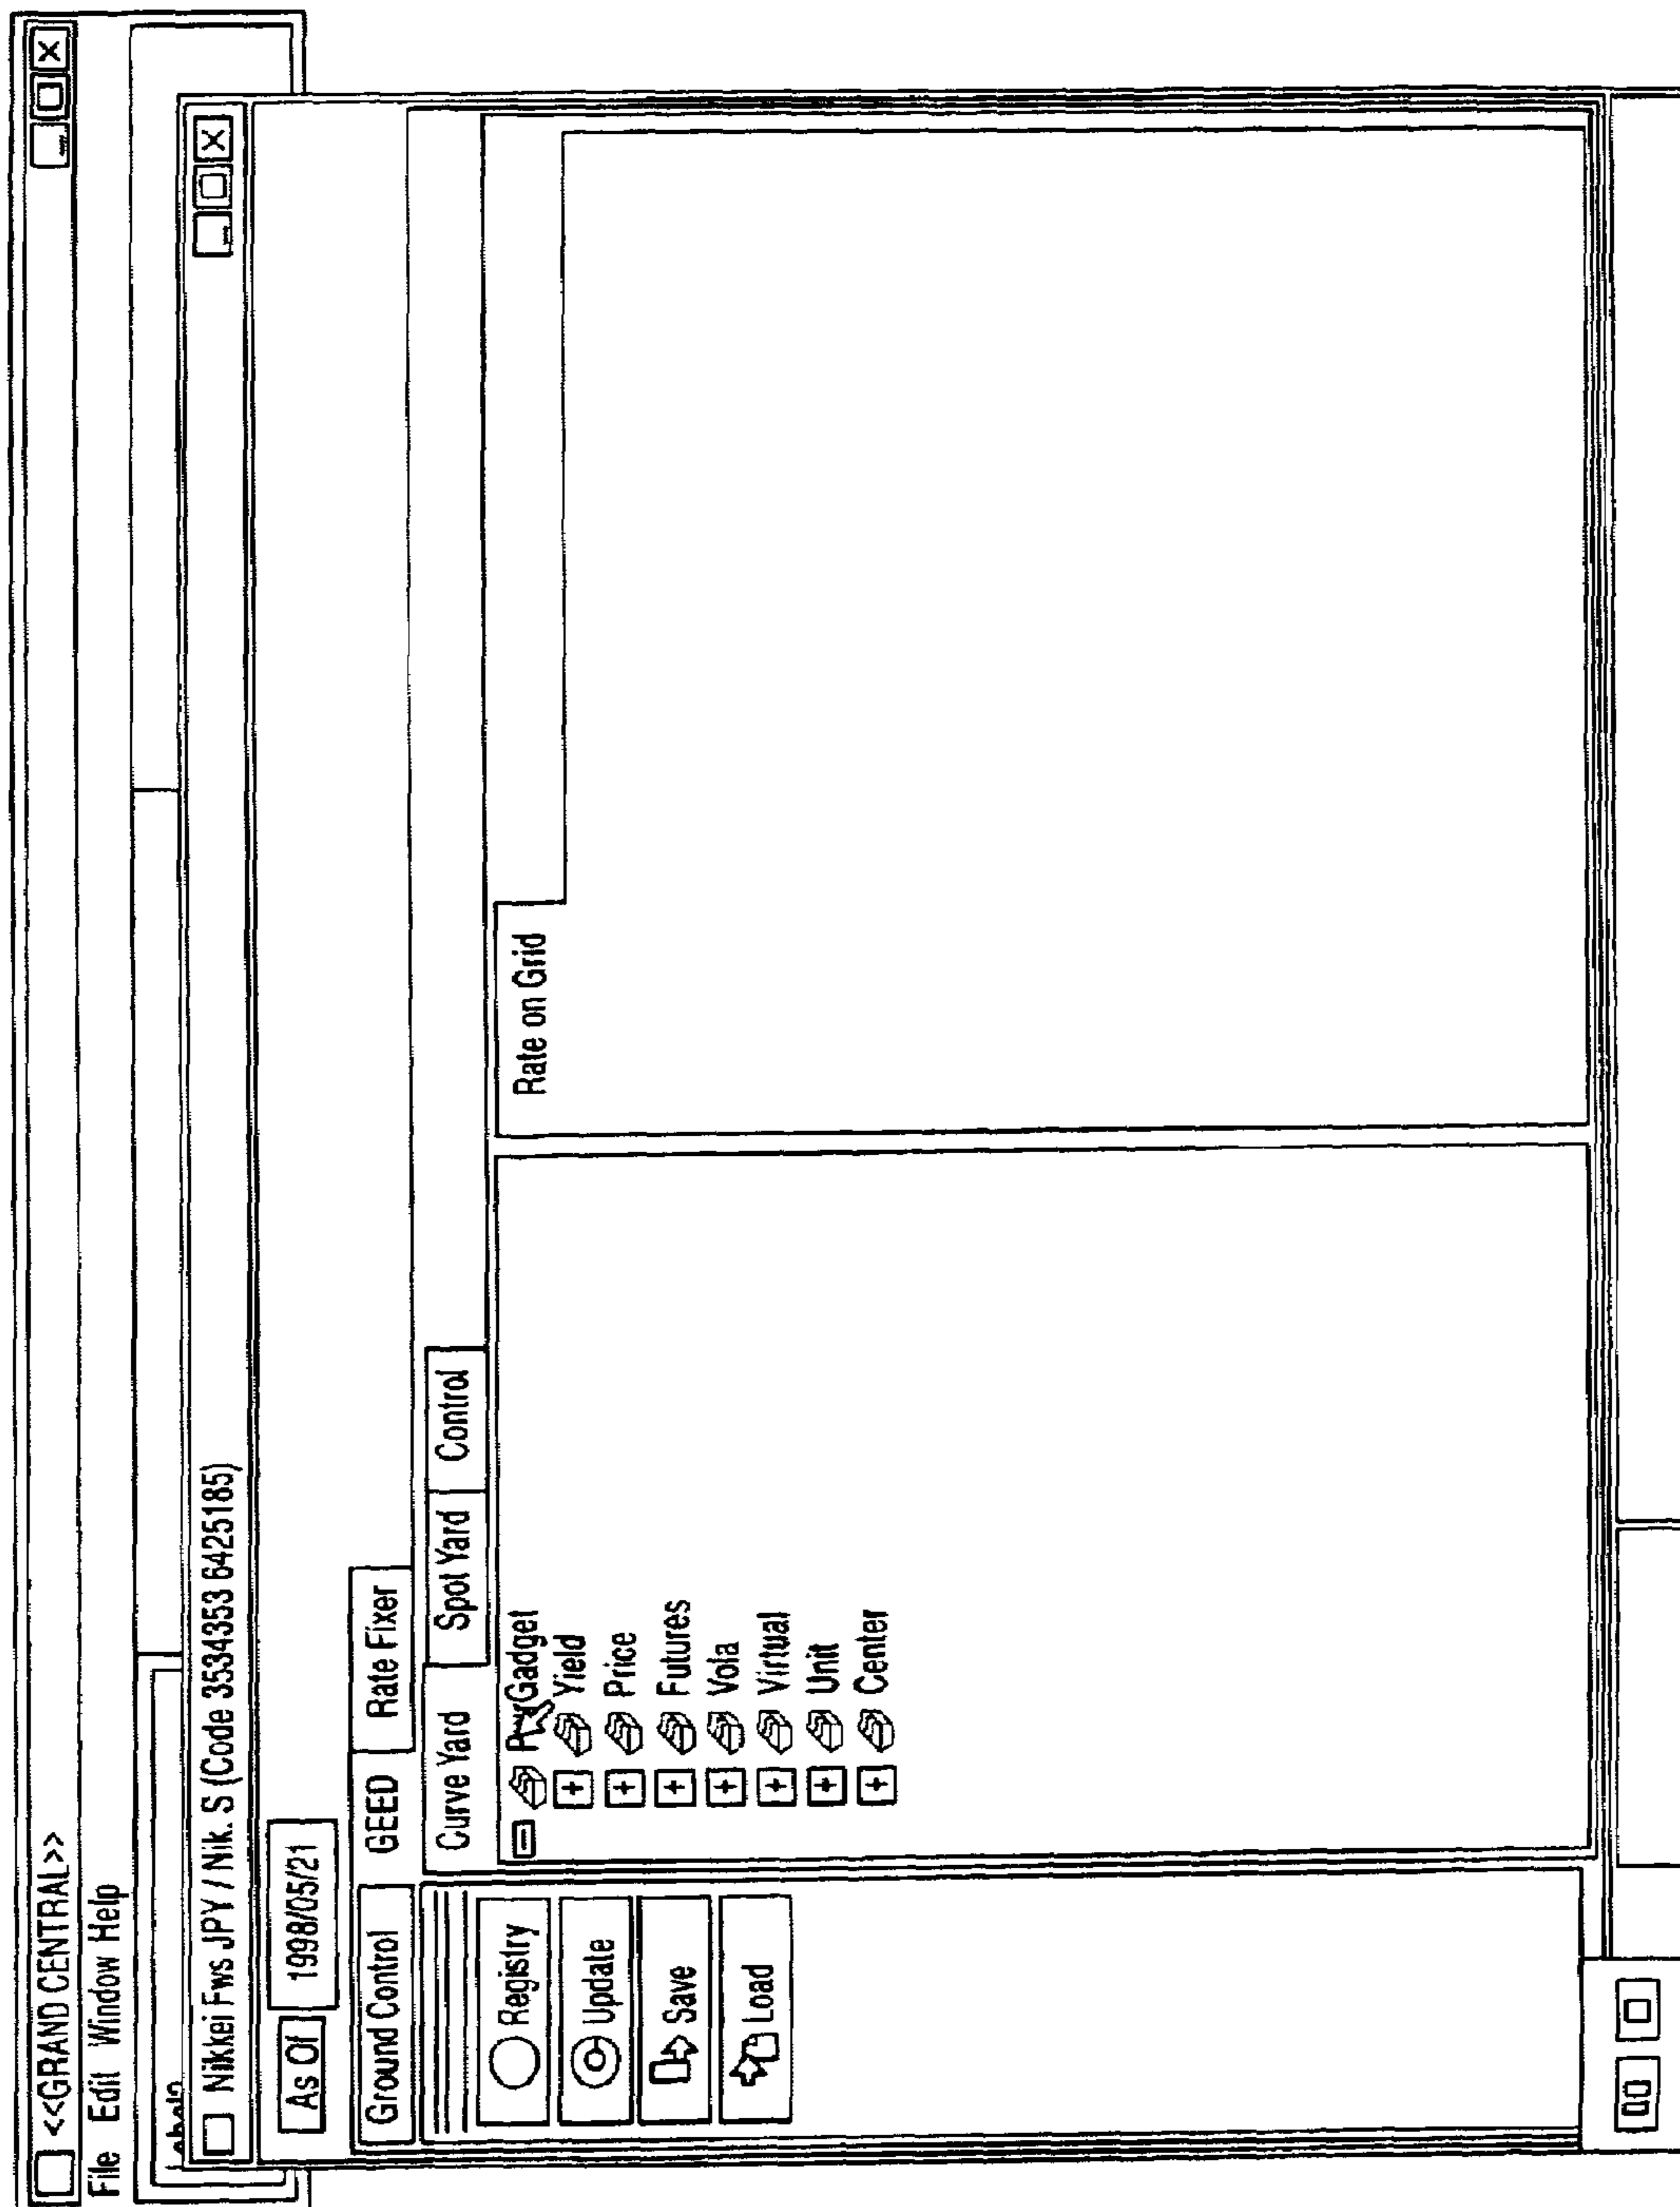 <<GRAND CENTRAL>>
File Edit Window Help
Nikkei Fws JPY / Nik. S (Code 3534353 6425185)
As Of 1998/05/21
Ground Control GEED Rate Fixer
Curve Yard Spot Yard Control
Registry
Update
Save
Load
Yield
Price
Futures
Vola
Virtual
Unit
Center
Rate on Grid